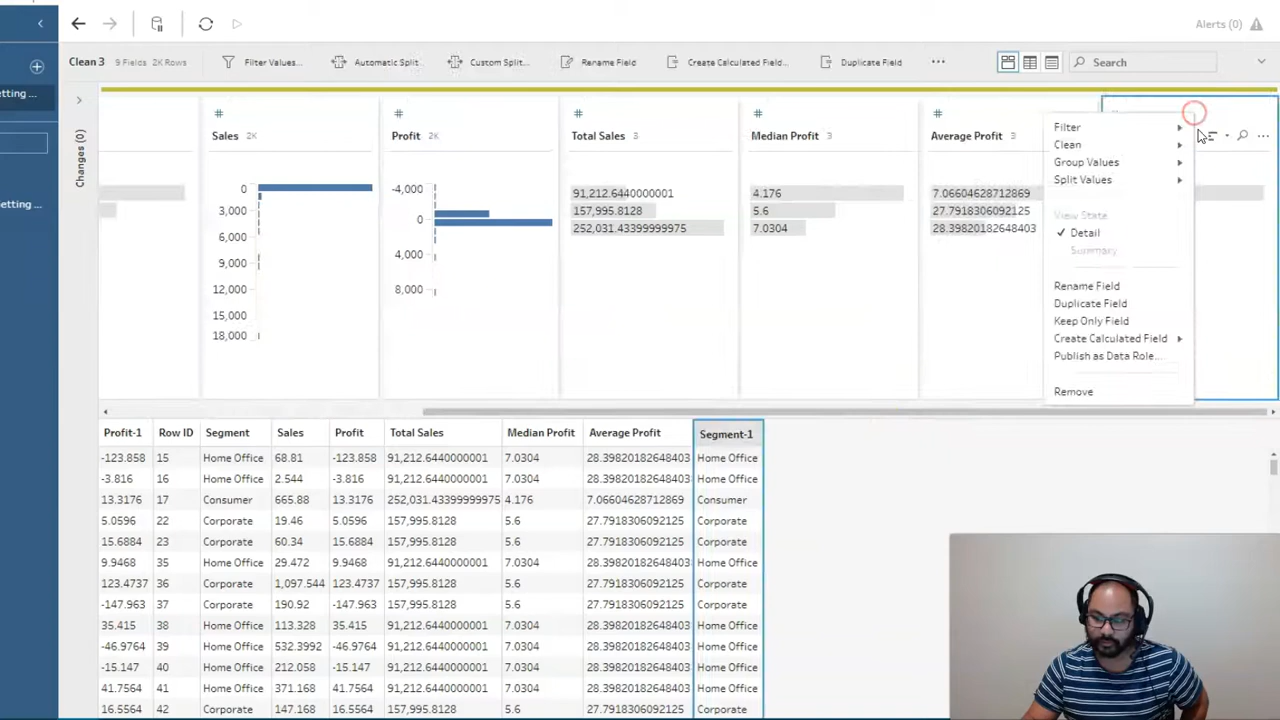 Alerts (0)
Clean 3 9 Fields 2K Rows Filter Values... Automatic Split Custom Split... Rename Field Create Calculated Field... Duplicate Field ... Search
etting ...
etting ...
Changes (0)
# # # # #
Sales 2K Profit 2K Total Sales 3 Median Profit 3 Average Profit 3
0
3,000
6,000
9,000
12,000
15,000
18,000
-4,000
0
4,000
8,000
91,212.6440000001
157,995.8128
252,031.43399999975
4.176
5.6
7.0304
7.06604628712869
27.7918306092125
28.39820182648403
Filter
Clean
Group Values
Split Values
View State
Detail
Summary
Rename Field
Duplicate Field
Keep Only Field
Create Calculated Field
Publish as Data Role...
Remove
Profit-1 Row ID Segment Sales Profit Total Sales Median Profit Average Profit Segment-1
-123.858 15 Home Office 68.81 -123.858 91,212.6440000001 7.0304 28.39820182648403 Home Office
-3.816 16 Home Office 2.544 -3.816 91,212.6440000001 7.0304 28.39820182648403 Home Office
13.3176 17 Consumer 665.88 13.3176 252,031.43399999975 4.176 7.06604628712869 Consumer
5.0596 22 Corporate 19.46 5.0596 157,995.8128 5.6 27.7918306092125 Corporate
15.6884 23 Corporate 60.34 15.6884 157,995.8128 5.6 27.7918306092125 Corporate
9.9468 35 Home Office 29.472 9.9468 91,212.6440000001 7.0304 28.39820182648403 Home Office
123.4737 36 Corporate 1,097.544 123.4737 157,995.8128 5.6 27.7918306092125 Corporate
-147.963 37 Corporate 190.92 -147.963 157,995.8128 5.6 27.7918306092125 Corporate
35.415 38 Home Office 113.328 35.415 91,212.6440000001 7.0304 28.39820182648403 Home Office
-46.9764 39 Home Office 532.3992 -46.9764 91,212.6440000001 7.0304 28.39820182648403 Home Office
-15.147 40 Home Office 212.058 -15.147 91,212.6440000001 7.0304 28.39820182648403 Home Office
41.7564 41 Home Office 371.168 41.7564 91,212.6440000001 7.0304 28.39820182648403 Home Office
16.5564 42 Corporate 147.168 16.5564 157,995.8128 5.6 27.7918306092125 Corporate